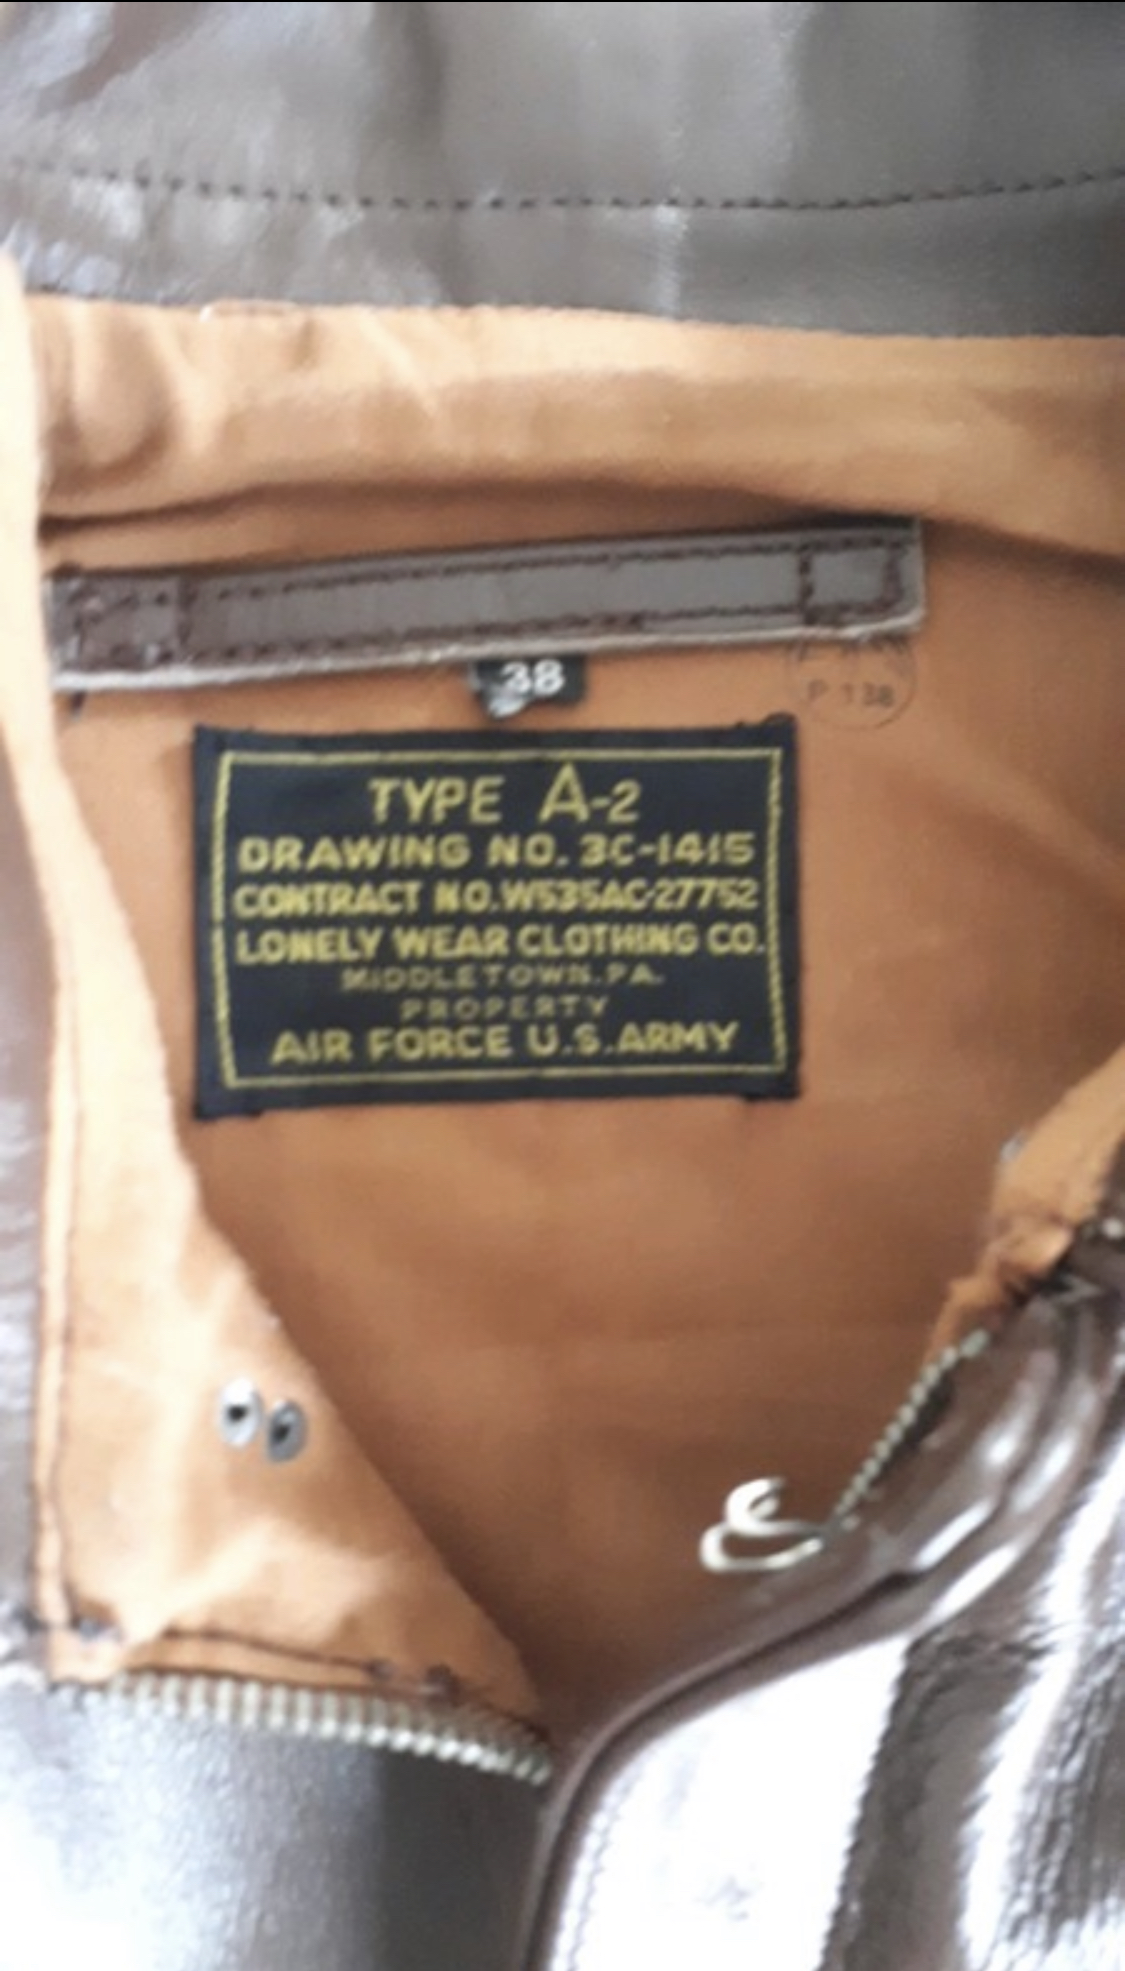 38
P 138
TYPE A-2
DRAWING NO. 3C-1415
CONTRACT NO.W535AC-27752
LONELY WEAR CLOTHING CO.
MIDDLETOWN.PA.
PROPERTY
AIR FORCE U.S.ARMY